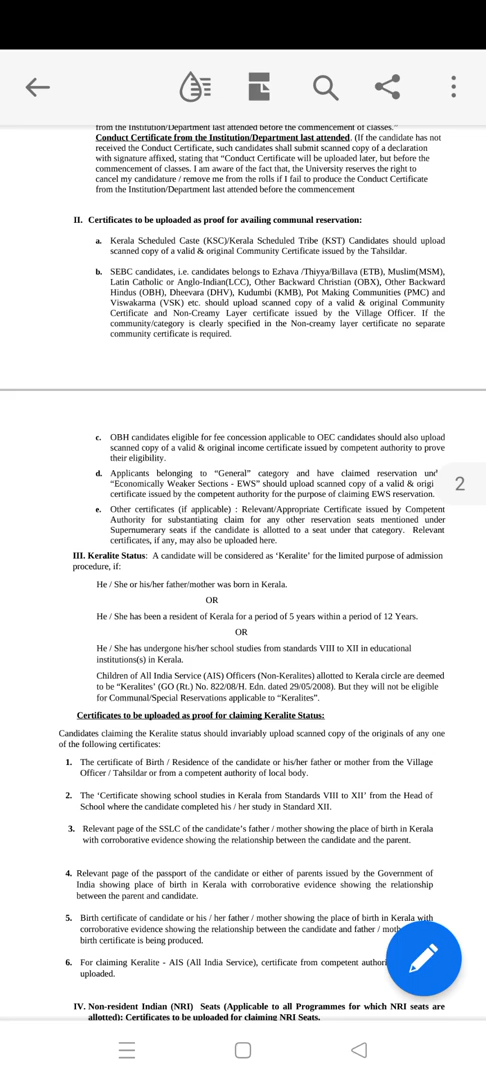 from the Institution/Department last attended before the commencement of classes."
Conduct Certificate from the Institution/Department last attended. (If the candidate has not
received the Conduct Certificate, such candidates shall submit scanned copy of a declaration
with signature affixed, stating that “Conduct Certificate will be uploaded later, but before the
commencement of classes. I am aware of the fact that, the University reserves the right to
cancel my candidature / remove me from the rolls if I fail to produce the Conduct Certificate
from the Institution/Department last attended before the commencement
II. Certificates to be uploaded as proof for availing communal reservation:
a. Kerala Scheduled Caste (KSC)/Kerala Scheduled Tribe (KST) Candidates should upload
scanned copy of a valid & original Community Certificate issued by the Tahsildar.
b. SEBC candidates, i.e. candidates belongs to Ezhava /Thiyya/Billava (ETB), Muslim(MSM),
Latin Catholic or Anglo-Indian(LCC), Other Backward Christian (OBX), Other Backward
Hindus (OBH), Dheevara (DHV), Kudumbi (KMB), Pot Making Communities (PMC) and
Viswakarma (VSK) etc. should upload scanned copy of a valid & original Community
Certificate and Non-Creamy Layer certificate issued by the Village Officer. If the
community/category is clearly specified in the Non-creamy layer certificate no separate
community certificate is required.
c. OBH candidates eligible for fee concession applicable to OEC candidates should also upload
scanned copy of a valid & original income certificate issued by competent authority to prove
their eligibility.
d. Applicants belonging to “General” category and have claimed reservation
“Economically Weaker Sections - EWS” should upload scanned copy of a valid &
certificate issued by the competent authority for the purpose of claiming EWS reservation.
2
e. Other certificates (if applicable) : Relevant/Appropriate Certificate issued by Competent
Authority for substantiating claim for any other reservation seats mentioned under
Supernumerary seats if the candidate is allotted to a seat under that category. Relevant
certificates, if any, may also be uploaded here.
III. Keralite Status: A candidate will be considered as ‘Keralite’ for the limited purpose of admission
procedure, if:
He / She or his/her father/mother was born in Kerala.
OR
He / She has been a resident of Kerala for a period of 5 years within a period of 12 Years.
OR
He / She has undergone his/her school studies from standards VIII to XII in educational
institutions(s) in Kerala.
Children of All India Service (AIS) Officers (Non-Keralites) allotted to Kerala circle are deemed
to be “Keralites’ (GO (Rt.) No. 822/08/H. Edn. dated 29/05/2008). But they will not be eligible
for Communal/Special Reservations applicable to “Keralites”.
Certificates to be uploaded as proof for claiming Keralite Status:
Candidates claiming the Keralite status should invariably upload scanned copy of the originals of any one
of the following certificates:
1. The certificate of Birth / Residence of the candidate or his/her father or mother from the Village
Officer / Tahsildar or from a competent authority of local body.
2. The ‘Certificate showing school studies in Kerala from Standards VIII to XII’ from the Head of
School where the candidate completed his / her study in Standard XII.
3. Relevant page of the SSLC of the candidate’s father / mother showing the place of birth in Kerala
with corroborative evidence showing the relationship between the candidate and the parent.
4. Relevant page of the passport of the candidate or either of parents issued by the Government of
India showing place of birth in Kerala with corroborative evidence showing the relationship
between the parent and candidate.
5. Birth certificate of candidate or his / her father / mother showing the place of birth in Kerala with
corroborative evidence showing the relationship between the candidate and father /
birth certificate is being produced.
6. For claiming Keralite - AIS (All India Service), certificate from competent
uploaded.
IV. Non-resident Indian (NRI) Seats (Applicable to all Programmes for which NRI seats are
allotted): Certificates to be uploaded for claiming NRI Seats.